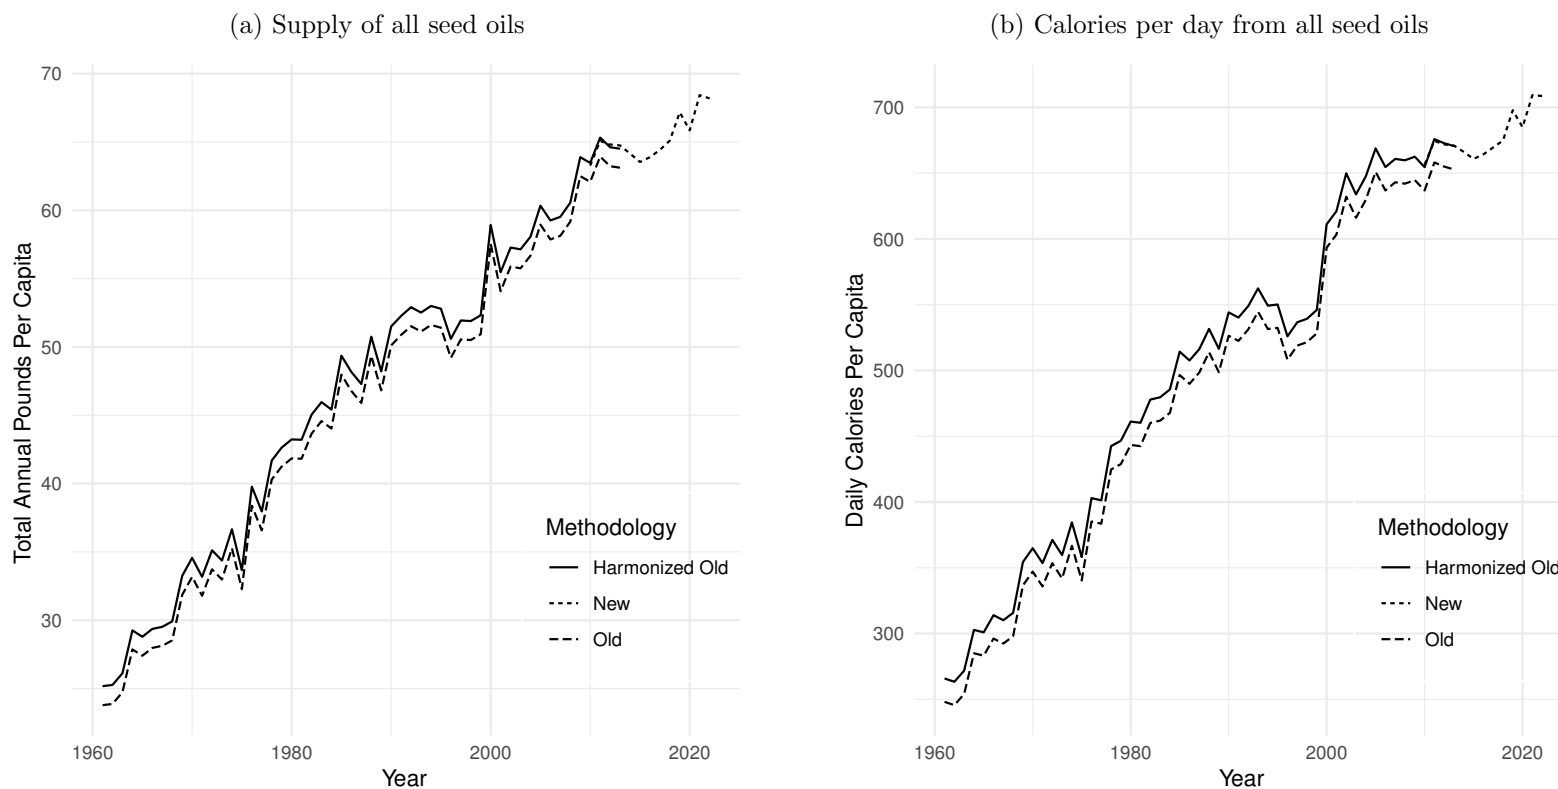 (a) Supply of all seed oils
70
60
50
40
30
Total Annual Pounds Per Capita
1960
1980
2000
2020
Year
Methodology
Harmonized Old
New
Old
(b) Calories per day from all seed oils
700
600
500
400
300
Daily Calories Per Capita
1960
1980
2000
2020
Year
Methodology
Harmonized Old
New
Old